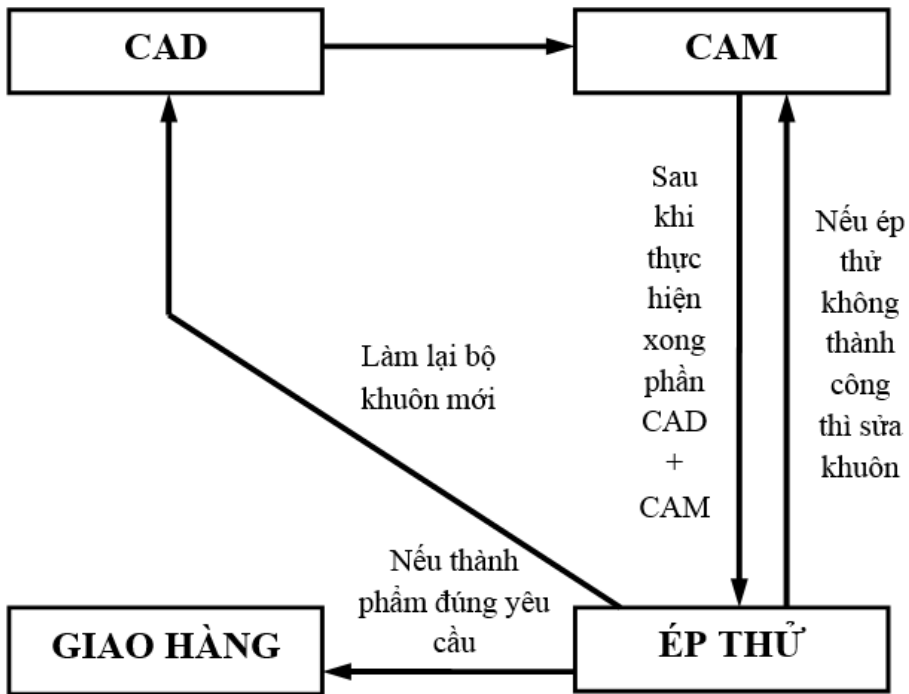 CAD
CAM
Sau
khi
thực
hiện
xong
phần
CAD
+
CAM
Nếu ép
thử
không
thành
công
thì sửa
khuôn
Làm lại bộ
khuôn mới
Nếu thành
phẩm đúng yêu
cầu
GIAO HÀNG
ÉP THỬ